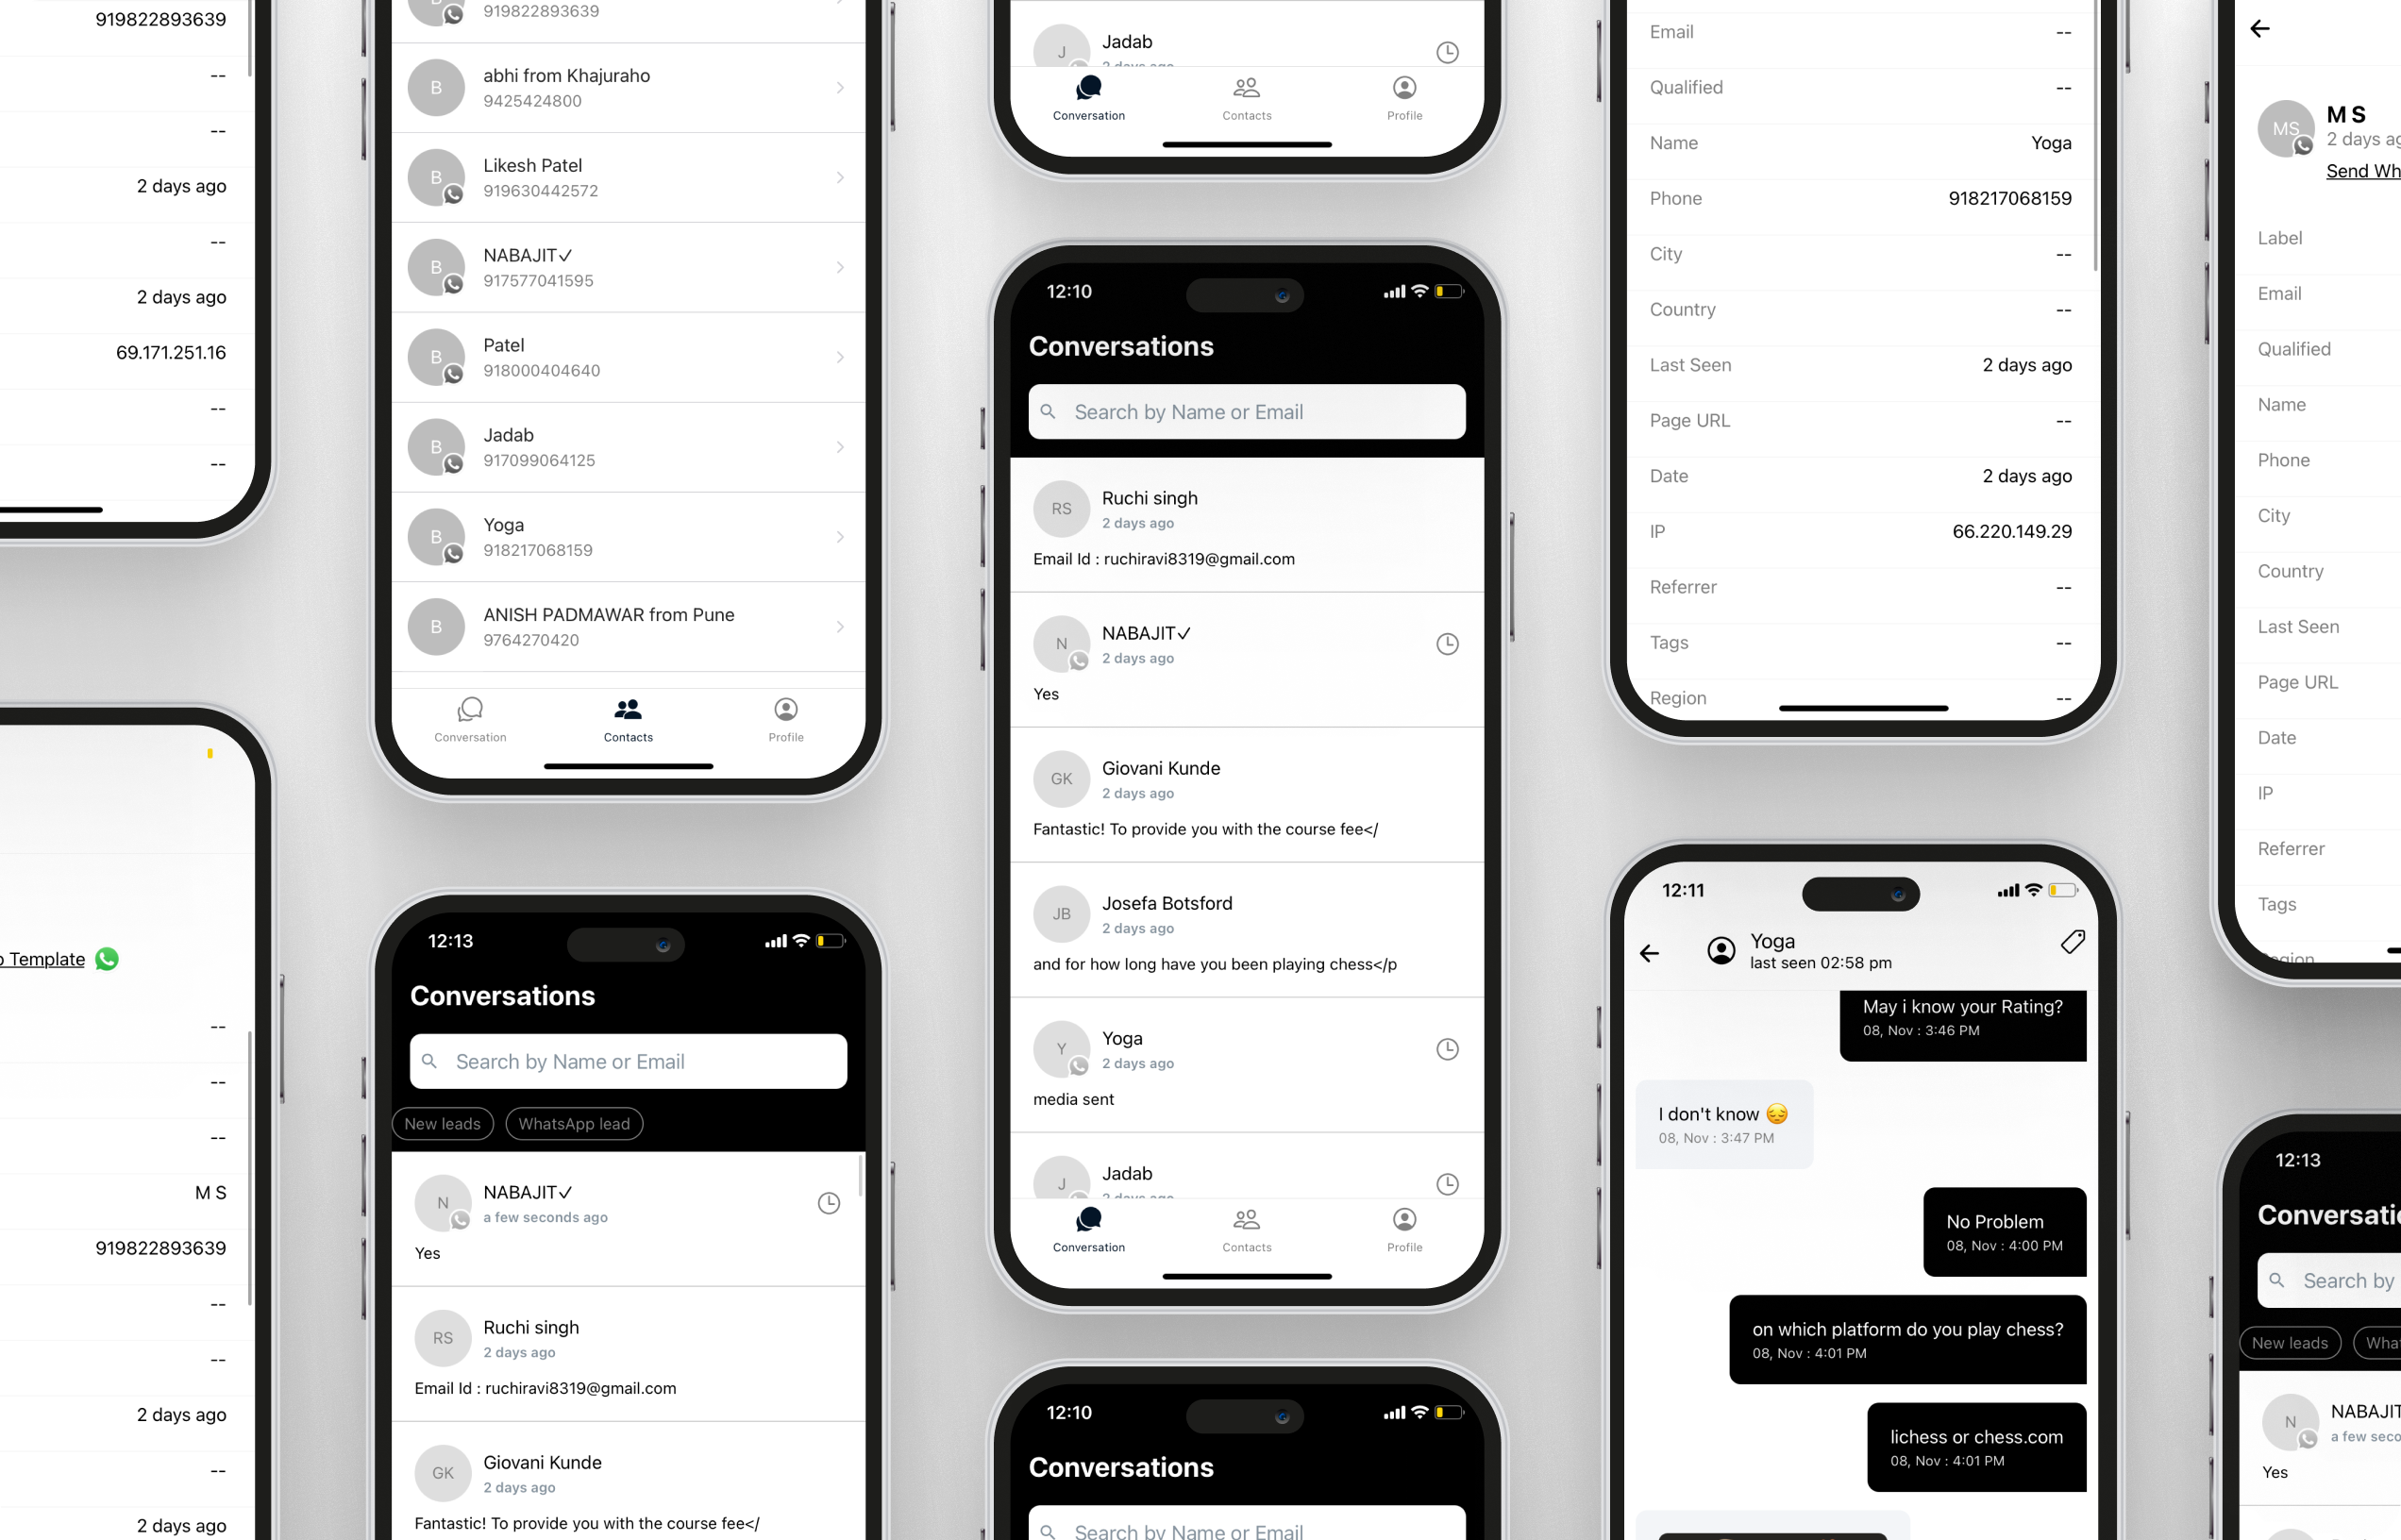 919822893639
--
--
2 days ago
--
2 days ago
69.171.251.16
--
--
Template
--
--
--
M S
919822893639
--
--
2 days ago
--
2 days ago
919822893639
B
abhi from Khajuraho
9425424800
B
Likesh Patel
919630442572
B
NABAJIT✓
917577041595
B
Patel
918000404640
B
Jadab
917099064125
B
Yoga
918217068159
B
ANISH PADMAWAR from Pune
9764270420
Conversation
Contacts
Profile
12:13
Conversations
Search by Name or Email
New leads
WhatsApp lead
N
NABAJIT✓
a few seconds ago
Yes
RS
Ruchi singh
2 days ago
Email Id : ruchiravi8319@gmail.com
GK
Giovani Kunde
2 days ago
Fantastic! To provide you with the course fee</
J
Jadab
2 days ago
Conversation
Contacts
Profile
12:10
Conversations
Search by Name or Email
RS
Ruchi singh
2 days ago
Email Id : ruchiravi8319@gmail.com
N
NABAJIT✓
2 days ago
Yes
GK
Giovani Kunde
2 days ago
Fantastic! To provide you with the course fee</
JB
Josefa Botsford
2 days ago
and for how long have you been playing chess</p
Y
Yoga
2 days ago
media sent
J
Jadab
2 days ago
Conversation
Contacts
Profile
12:10
Conversations
Search by Name or Email
Email --
Qualified --
Name Yoga
Phone 918217068159
City --
Country --
Last Seen 2 days ago
Page URL --
Date 2 days ago
IP 66.220.149.29
Referrer --
Tags --
Region --
12:11
Yoga
last seen 02:58 pm
May i know your Rating?
08, Nov : 3:46 PM
I don't know 😔
08, Nov : 3:47 PM
No Problem
08, Nov : 4:00 PM
on which platform do you play chess?
08, Nov : 4:01 PM
lichess or chess.com
08, Nov : 4:01 PM
MS
M S
2 days ag
Send Wh
Label
Email
Qualified
Name
Phone
City
Country
Last Seen
Page URL
Date
IP
Referrer
Tags
Region
12:13
Conversatio
Search by
New leads
What
N
NABAJIT
a few seco
Yes